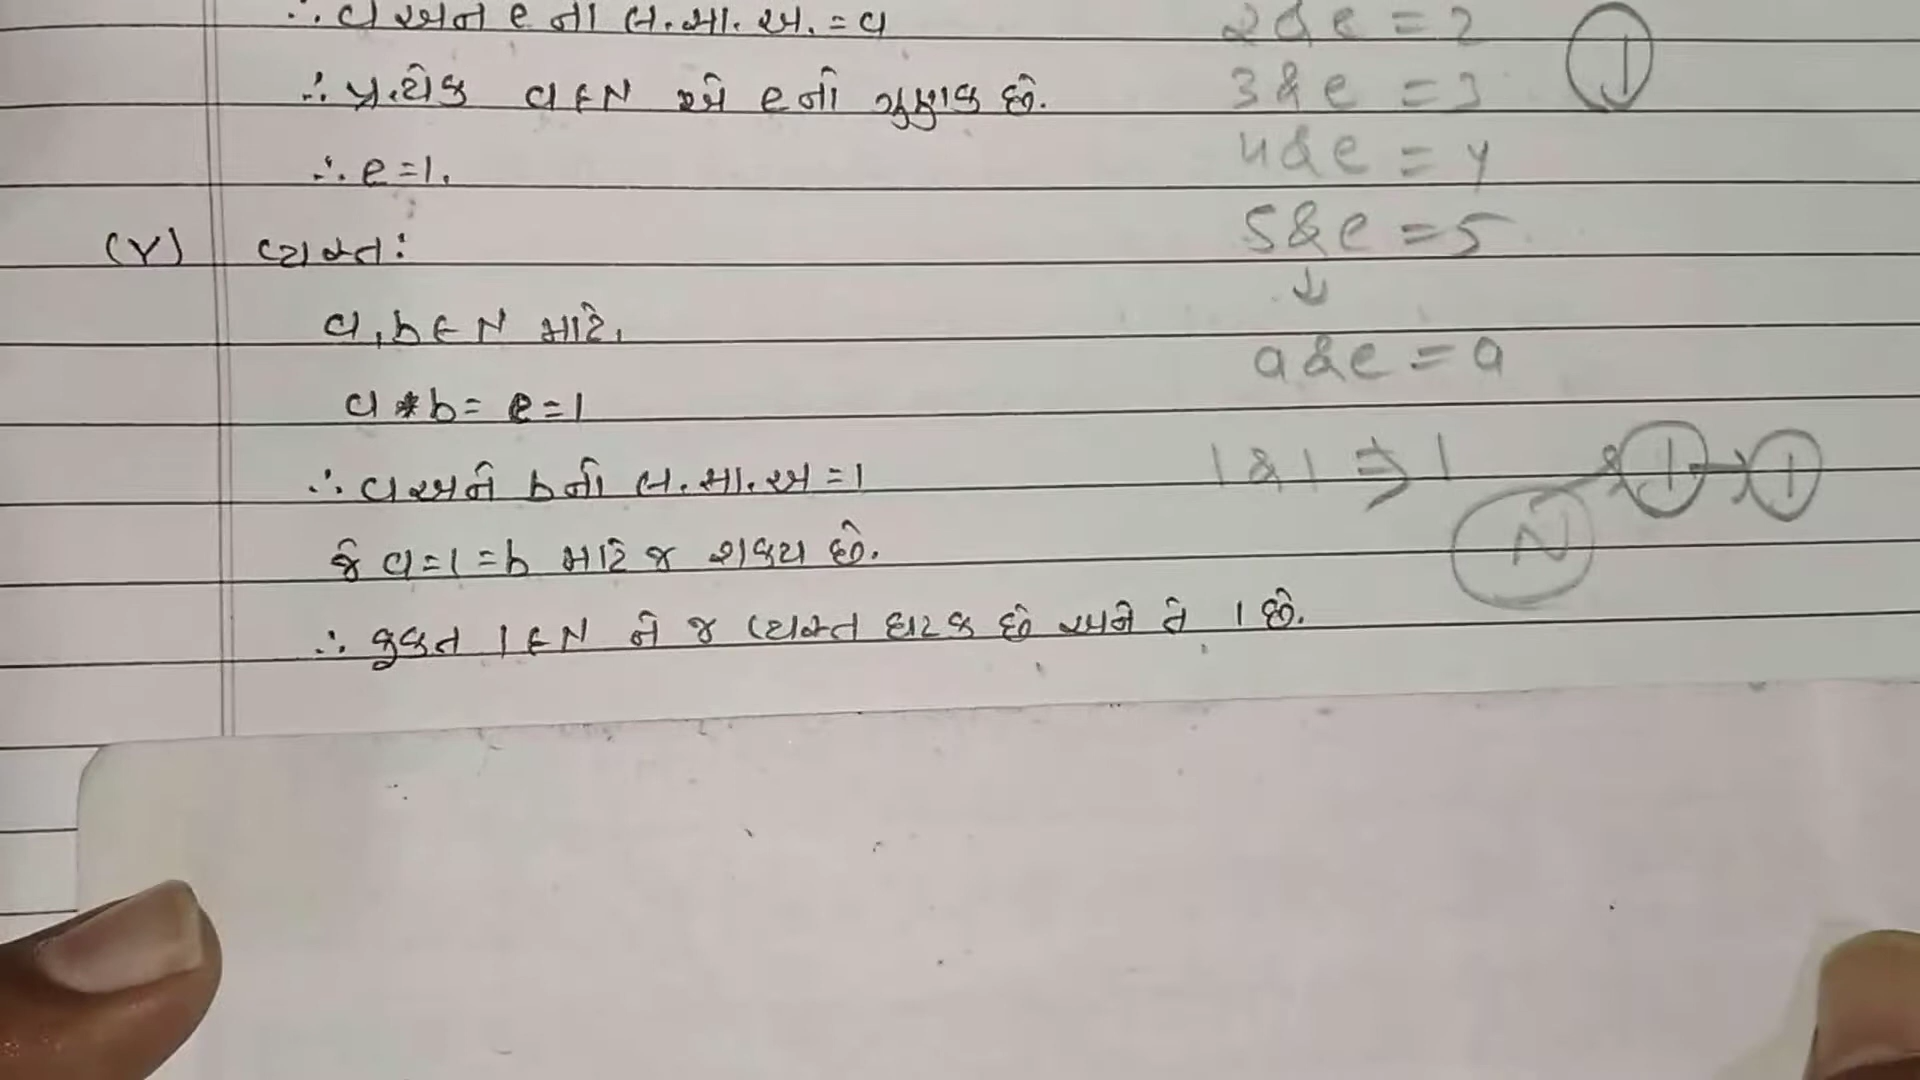 ∴ a અને e ના લ.સા.અ. = a
∴ પ્રત્યેક a ∈ N એ e નો ગુણક છે.
∴ e = 1.
(Y) વ્યસ્ત :
a, b ∈ N માટે,
a * b = e = 1
∴ a અને b નો લ.સા.અ = 1
જે a = 1 = b માટે જ શક્ય છે.
∴ ફક્ત 1 ∈ N ને જ વ્યસ્ત ઘટક છે અને તે 1 છે.
2 & e = 2
1
3 & e = 3
4 & e = 4
5 & e = 5
↓
a & e = a
1 & 1 ⇒ 1
N & 1 → 1